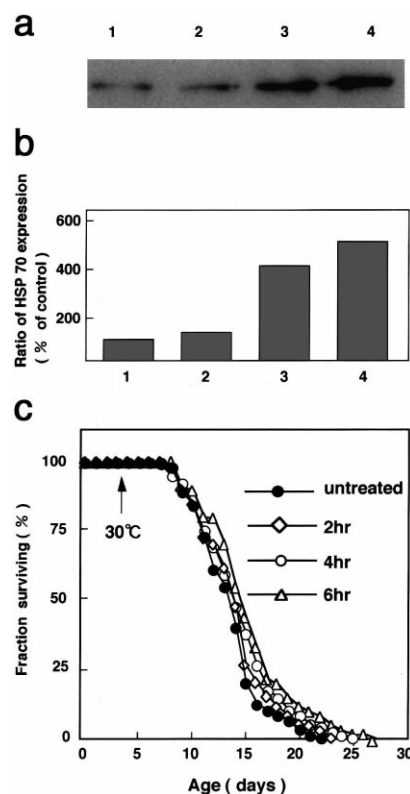 a
1 2 3 4
b
Ratio of HSP 70 expression
( % of control )
600
400
200
1 2 3 4
c
Fraction surviving ( % )
100
75
50
25
0
30°C
untreated
2hr
4hr
6hr
0 5 10 15 20 25 30
Age ( days )